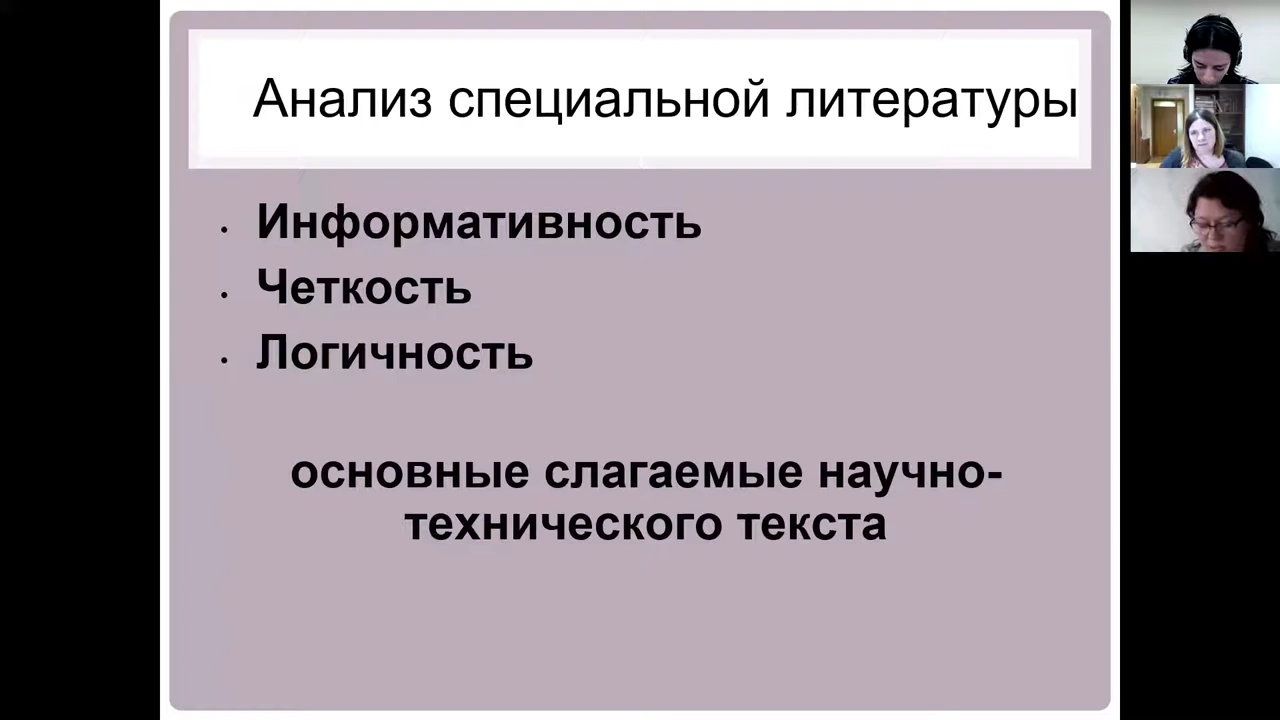 Анализ специальной литературы
• Информативность
• Четкость
• Логичность
основные слагаемые научно-
технического текста